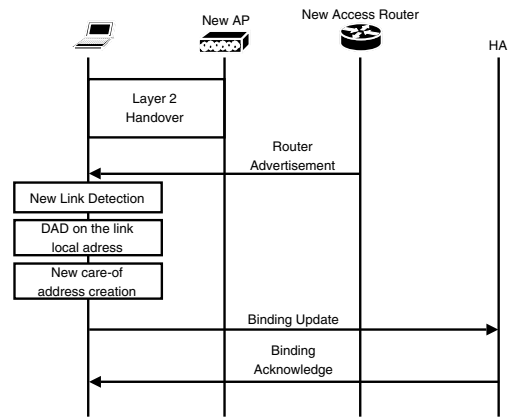 New AP
New Access Router
HA
Layer 2
Handover
Router
Advertisement
New Link Detection
DAD on the link
local adress
New care-of
address creation
Binding Update
Binding
Acknowledge